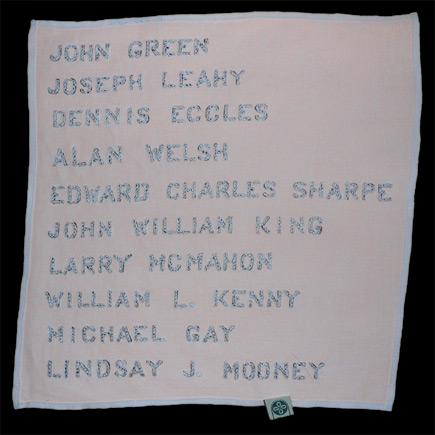 JOHN GREEN
JOSEPH LEAHY
DENNIS ECCLES
ALAN WELSH
EDWARD CHARLES SHARPE
JOHN WILLIAM KING
LARRY MCMAHON
WILLIAM L. KENNY
MICHAEL GAY
LINDSAY J. MOONEY